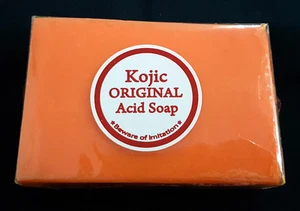 Kojic
ORIGINAL
Acid Soap
*Beware of Imitation*